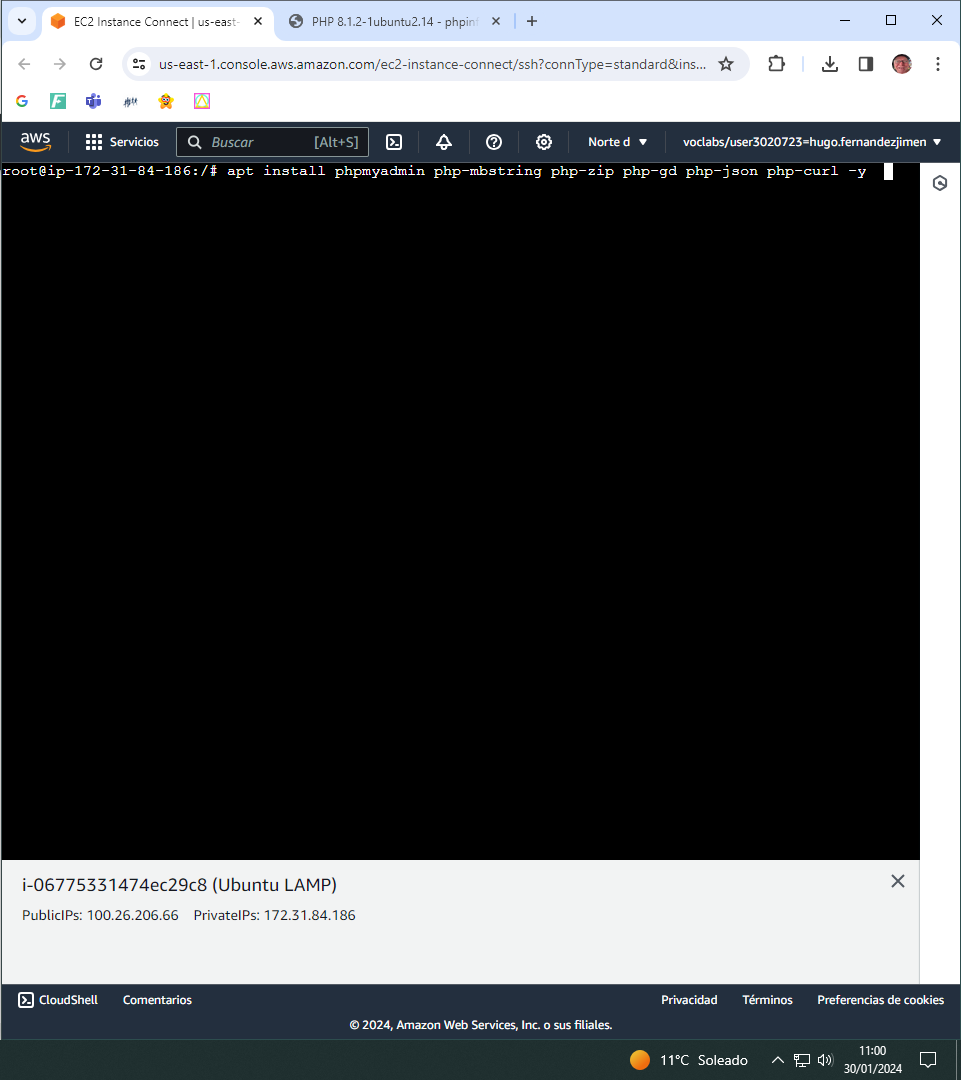 EC2 Instance Connect | us-east-
PHP 8.1.2-1ubuntu2.14 - phpinf
us-east-1.console.aws.amazon.com/ec2-instance-connect/ssh?connType=standard&ins...
aws
Servicios
Buscar
[Alt+S]
Norte d
voclabs/user3020723=hugo.fernandezjimen
root@ip-172-31-84-186:/# apt install phpmyadmin php-mbstring php-zip php-gd php-json php-curl -y
i-06775331474ec29c8 (Ubuntu LAMP)
PublicIPs: 100.26.206.66 PrivateIPs: 172.31.84.186
CloudShell Comentarios Privacidad Términos Preferencias de cookies
© 2024, Amazon Web Services, Inc. o sus filiales.
11°C Soleado
11:00
30/01/2024